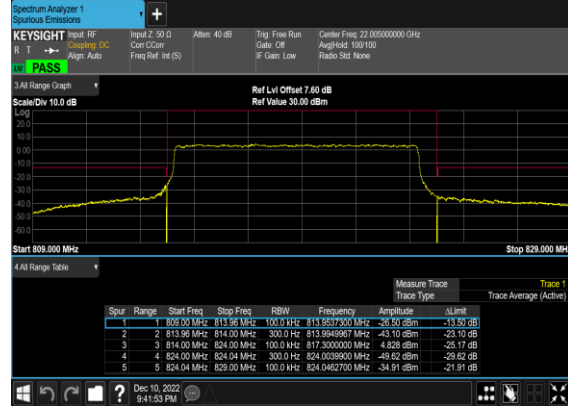 Spectrum Analyzer 1
Spurious Emissions
KEYSIGHT Input: RF Input Z: 50 Ω Atten: 40 dB Trig: Free Run Center Freq: 22.005000000 GHz
R T Coupling: DC Corr CCorr Gate: Off Avg|Hold: 100/100
Align: Auto Freq Ref: Int (S) IF Gain: Low Radio Std: None
PASS
3 All Range Graph
Ref Lvl Offset 7.60 dB
Scale/Div 10.0 dB Ref Value 30.00 dBm
Log
20.0
10.0
0.00
-10.0
-20.0
-30.0
-40.0
-50.0
-60.0
Start 809.000 MHz Stop 829.000 MH
4 All Range Table
Measure Trace Trace 1
Trace Type Trace Average (Active)
Spur Range Start Freq Stop Freq RBW Frequency Amplitude ΔLimit
1 1 809.00 MHz 813.96 MHz 100.0 kHz 813.9537300 MHz -26.50 dBm -13.50 dB
2 2 813.96 MHz 814.00 MHz 300.0 Hz 813.9949967 MHz -43.10 dBm -23.10 dB
3 3 814.00 MHz 824.00 MHz 100.0 kHz 817.3000000 MHz 4.828 dBm -25.17 dB
4 4 824.00 MHz 824.04 MHz 300.0 Hz 824.0039900 MHz -49.62 dBm -29.62 dB
5 5 824.04 MHz 829.00 MHz 100.0 kHz 824.0462700 MHz -34.91 dBm -21.91 dB
? Dec 10, 2022
9:41:53 PM